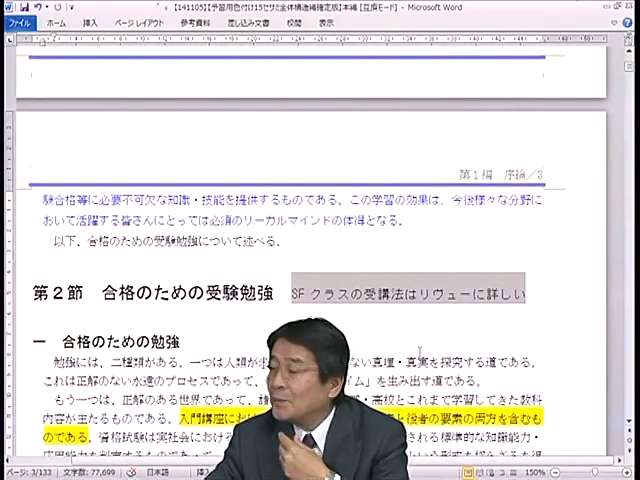 【141105】【予習用色付け15ゼミ全体構造編確定版】本編 [互換モード] - Microsoft Word
ファイル ホーム 挿入 ページ レイアウト 参考資料 差し込み文書 校閲 表示
第1編 序論／3
験合格等に必要不可欠な知識・技能を提供するものである。この学習の効果は、今後様々な分野に
おいて活躍する皆さんにとっては必須のリーガルマインドの体得となる。
以下、合格のための受験勉強について述べる。
第2節 合格のための受験勉強 SF クラスの受講法はリヴューに詳しい
一 合格のための勉強
勉強には、二種類がある。一つは人類が ない真理・真実を探究する道である。
これは正解のない永遠のプロセスであって、 」を生み出す道である。
もう一つは、正解のある世界であって、 ・高校とこれまで学習してきた教科
内容が主たるものである。入門講座にお と後者の要素の両方を含むも
のである。資格試験は実社会における される標準的な知識能力・
ページ: 3/133 文字数: 77,699 日本語 挿入 150%